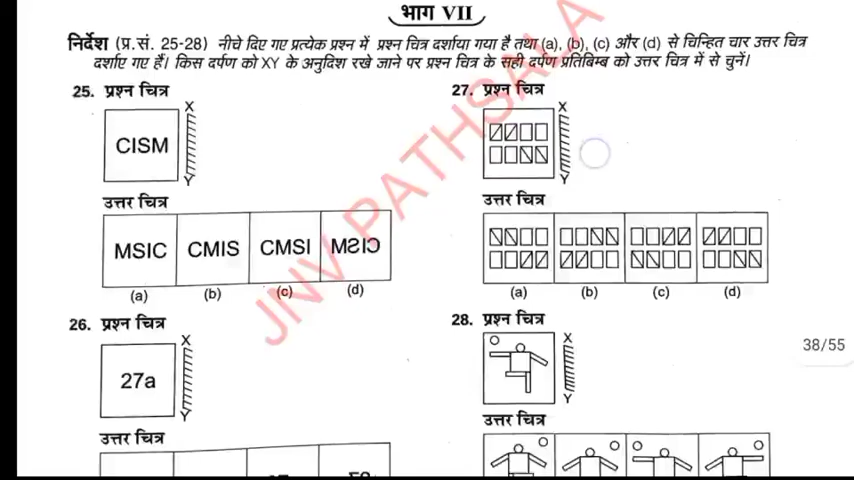 भाग VII
निर्देश (प्र.सं. 25-28) नीचे दिए गए प्रत्येक प्रश्न में प्रश्न चित्र दर्शाया गया है तथा (a), (b), (c) और (d) से चिन्हित चार उत्तर चित्र
दर्शाए गए हैं। किस दर्पण को XY के अनुदिश रखे जाने पर प्रश्न चित्र के सही दर्पण प्रतिबिम्ब को उत्तर चित्र में से चुनें।
25. प्रश्न चित्र
X
CISM
Y
उत्तर चित्र
MSIC CMIS CMSI CISM
(a) (b) (c) (d)
26. प्रश्न चित्र
X
27a
Y
उत्तर चित्र
27. प्रश्न चित्र
X
Y
उत्तर चित्र
(a) (b) (c) (d)
28. प्रश्न चित्र
X
Y
उत्तर चित्र
38/55
JNV PATHSALA